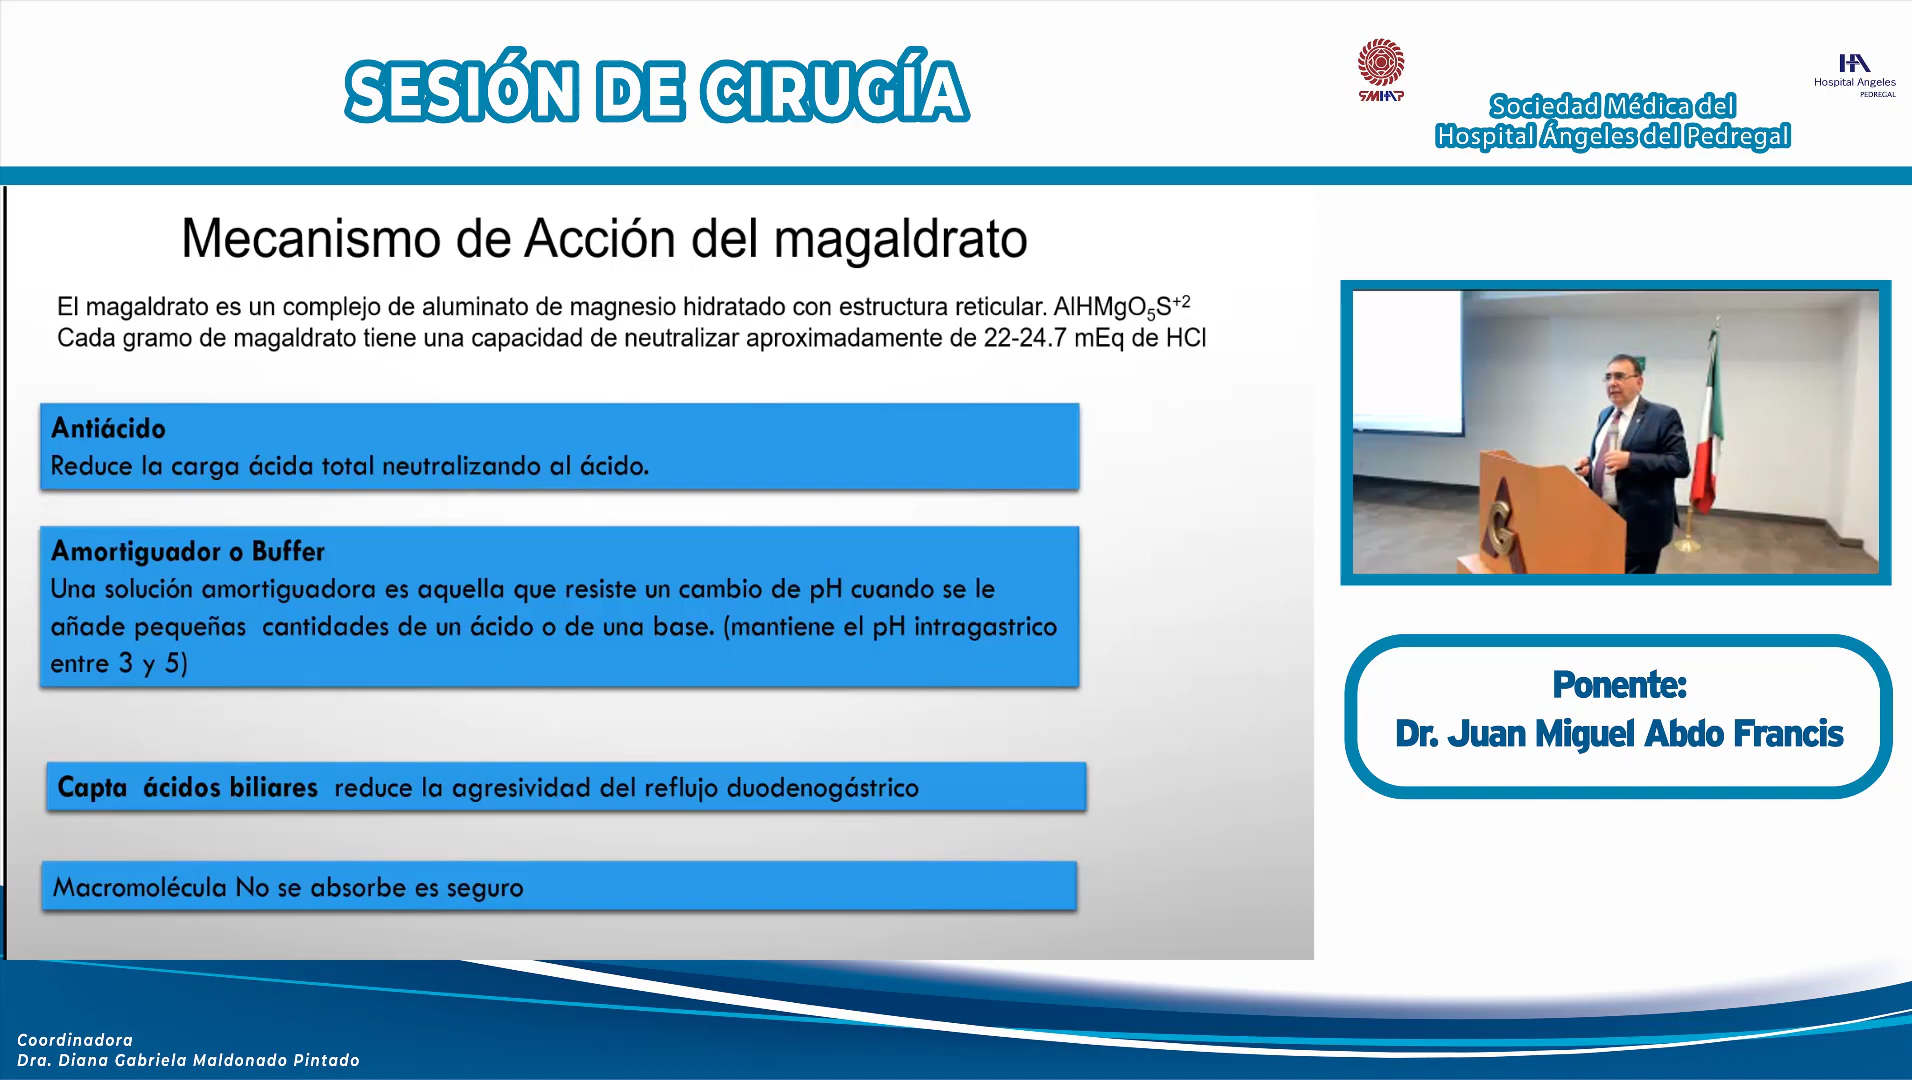 SESIÓN DE CIRUGÍA
SMHAP
Sociedad Médica del
Hospital Ángeles del Pedregal
HA
Hospital Angeles
PEDREGAL
Mecanismo de Acción del magaldrato
El magaldrato es un complejo de aluminato de magnesio hidratado con estructura reticular. AlHMgO₅S⁺²
Cada gramo de magaldrato tiene una capacidad de neutralizar aproximadamente de 22-24.7 mEq de HCl
Antiácido
Reduce la carga ácida total neutralizando al ácido.
Amortiguador o Buffer
Una solución amortiguadora es aquella que resiste un cambio de pH cuando se le
añade pequeñas cantidades de un ácido o de una base. (mantiene el pH intragastrico
entre 3 y 5)
Capta ácidos biliares reduce la agresividad del reflujo duodenogástrico
Macromolécula No se absorbe es seguro
G
Ponente:
Dr. Juan Miguel Abdo Francis
Coordinadora
Dra. Diana Gabriela Maldonado Pintado